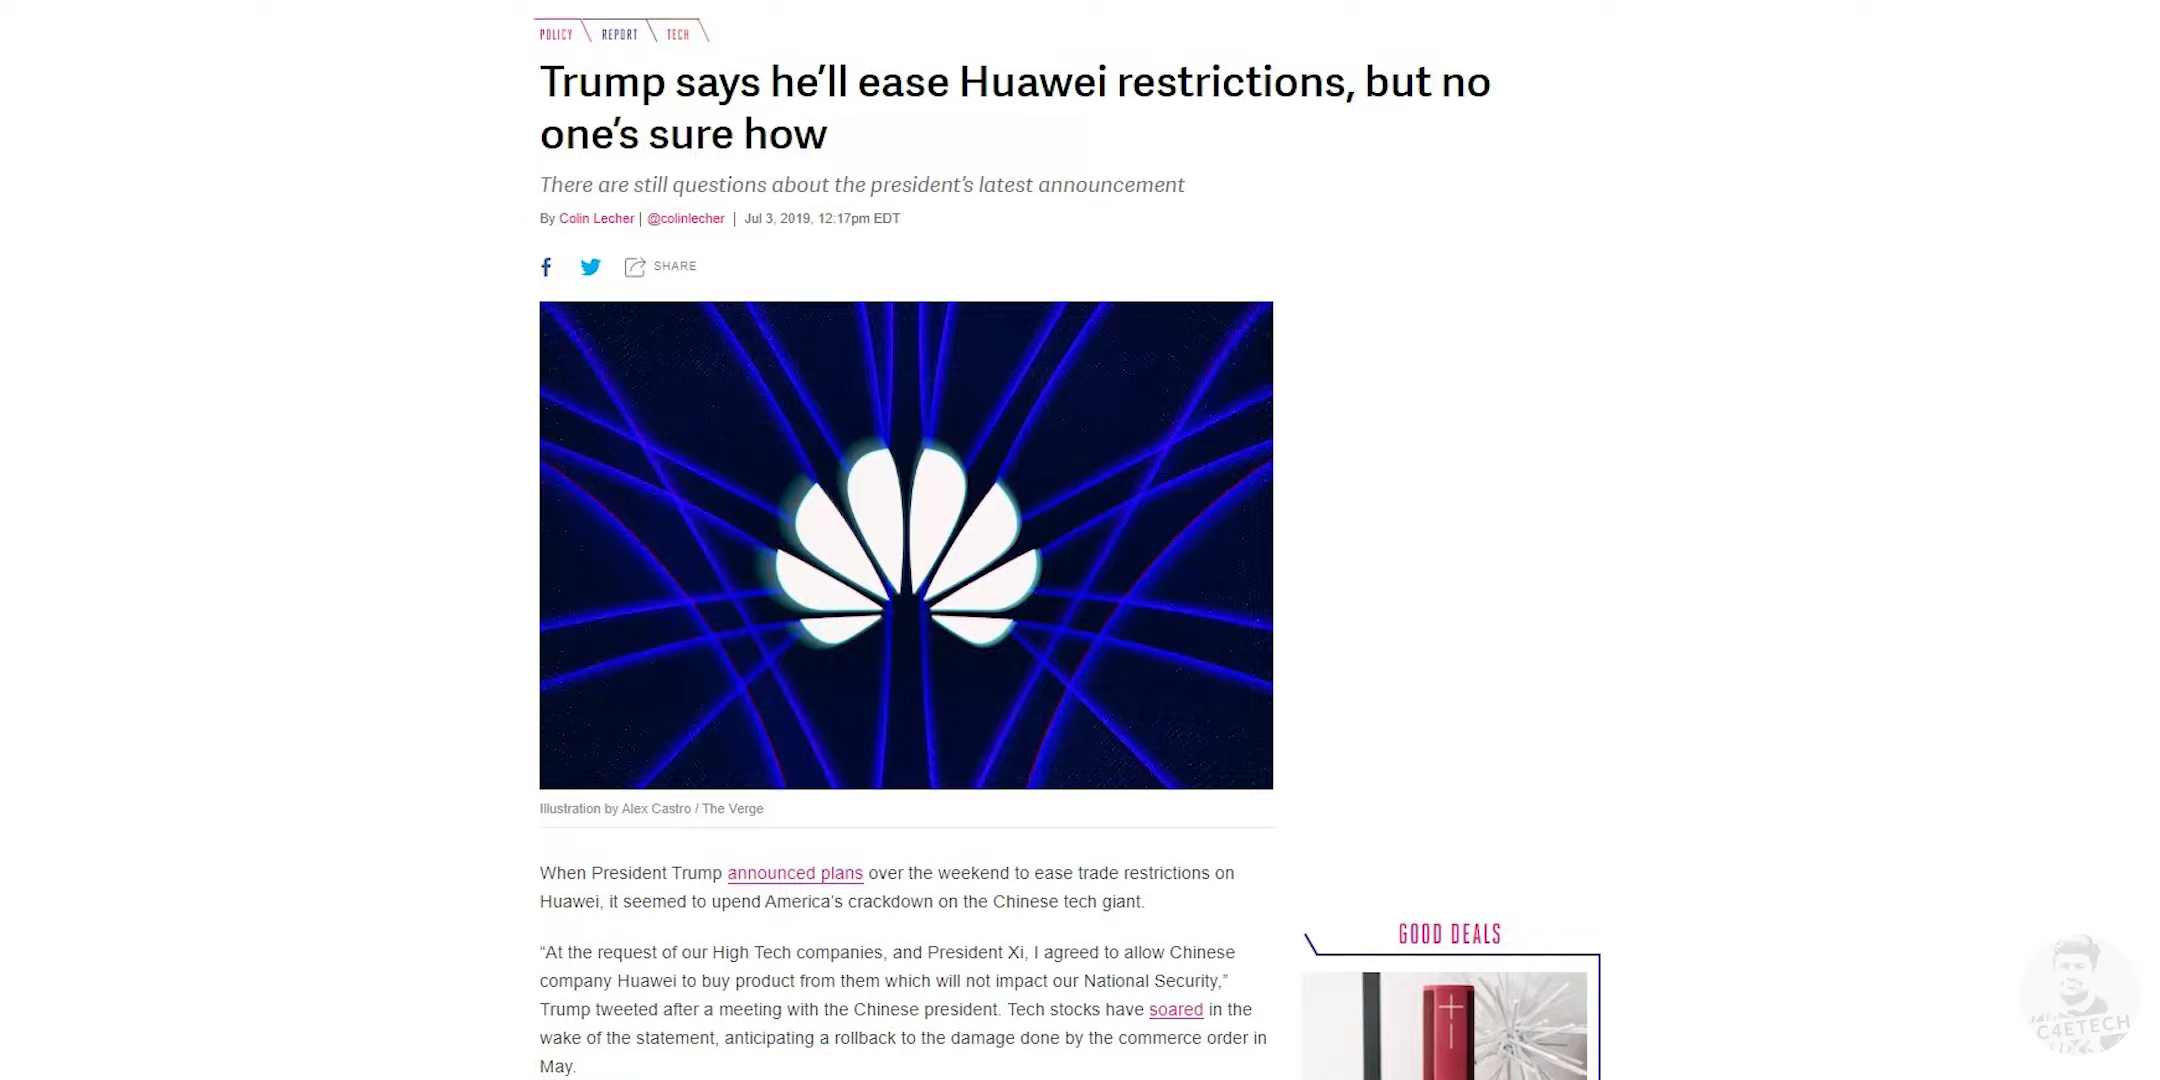 POLICY REPORT TECH
Trump says he’ll ease Huawei restrictions, but no
one’s sure how
There are still questions about the president’s latest announcement
By Colin Lecher | @colinlecher | Jul 3, 2019, 12:17pm EDT
SHARE
Illustration by Alex Castro / The Verge
When President Trump announced plans over the weekend to ease trade restrictions on
Huawei, it seemed to upend America’s crackdown on the Chinese tech giant.
“At the request of our High Tech companies, and President Xi, I agreed to allow Chinese
company Huawei to buy product from them which will not impact our National Security,”
Trump tweeted after a meeting with the Chinese president. Tech stocks have soared in the
wake of the statement, anticipating a rollback to the damage done by the commerce order in
May.
GOOD DEALS
C4ETECH